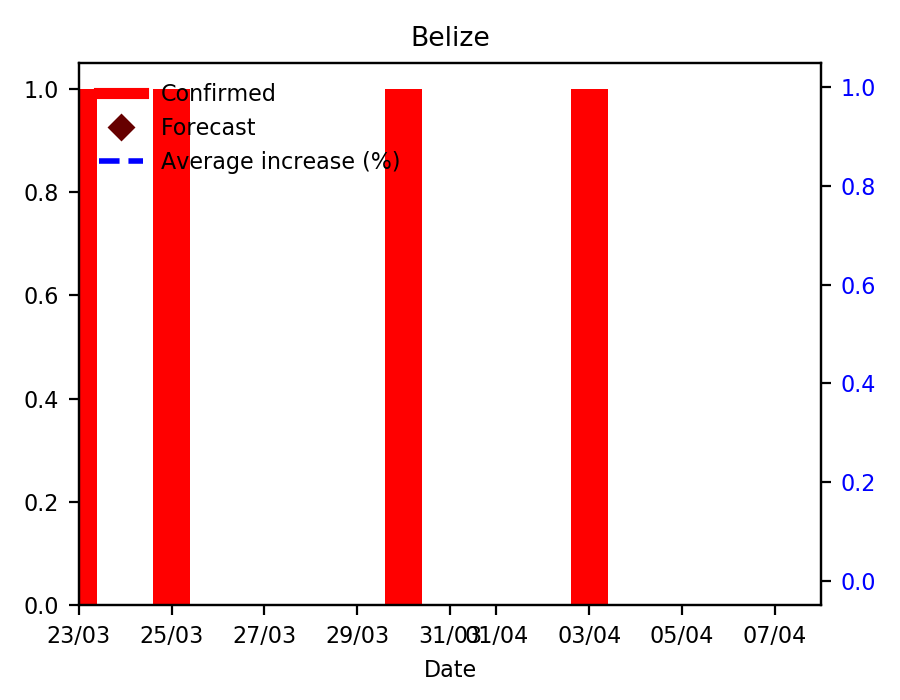 Belize
1.0 Confirmed 1.0
Forecast
Average increase (%)
0.8 0.8
0.6 0.6
0.4 0.4
0.2 0.2
0.0 0.0
23/03 25/03 27/03 29/03 31/03 01/04 03/04 05/04 07/04
Date